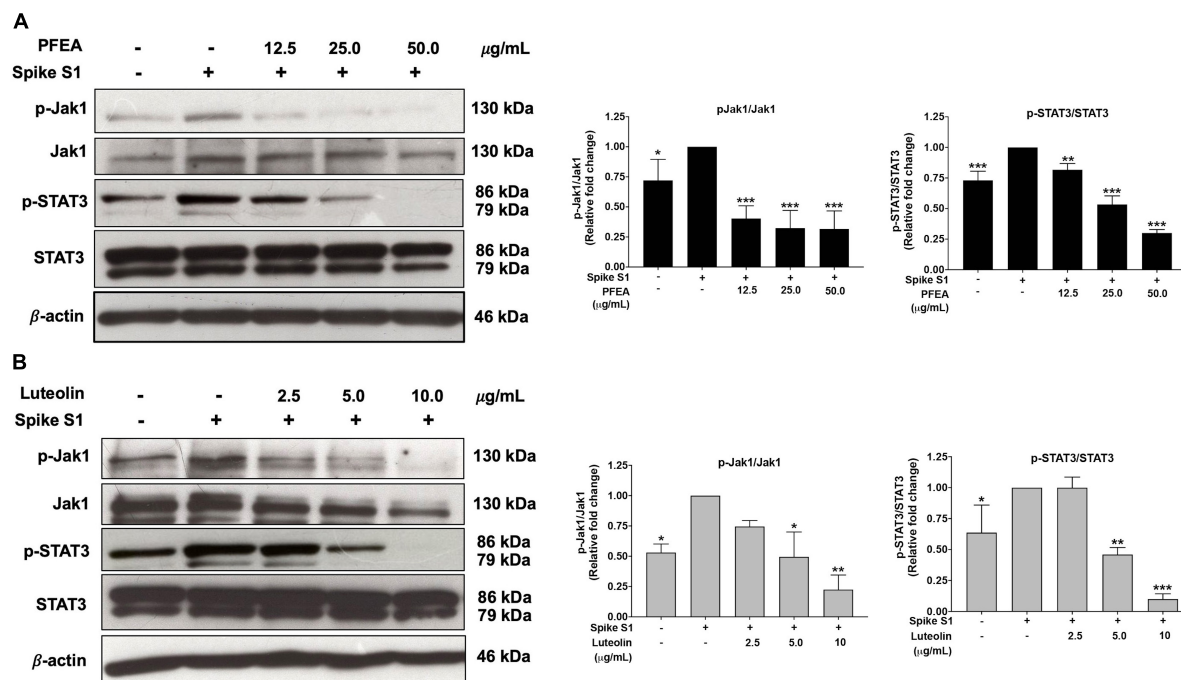 A
PFEA - - 12.5 25.0 50.0 μg/mL
Spike S1 - + + + +
p-Jak1 130 kDa
Jak1 130 kDa
p-STAT3 86 kDa
79 kDa
STAT3 86 kDa
79 kDa
β-actin 46 kDa
pJak1/Jak1
p-Jak1/Jak1
(Relative fold change)
1.25
1.00
0.75
0.50
0.25
0.00
* *** *** ***
Spike S1 - + + + +
PFEA - - 12.5 25.0 50.0
(μg/mL)
p-STAT3/STAT3
p-STAT3/STAT3
(Relative fold change)
1.25
1.00
0.75
0.50
0.25
0.00
*** ** *** ***
Spike S1 - + + + +
PFEA - - 12.5 25.0 50.0
(μg/mL)
B
Luteolin - - 2.5 5.0 10.0 μg/mL
Spike S1 - + + + +
p-Jak1 130 kDa
Jak1 130 kDa
p-STAT3 86 kDa
79 kDa
STAT3 86 kDa
79 kDa
β-actin 46 kDa
p-Jak1/Jak1
p-Jak1/Jak1
(Relative fold change)
1.25
1.00
0.75
0.50
0.25
0.00
* * **
Spike S1 - + + + +
Luteolin - - 2.5 5.0 10
(μg/mL)
p-STAT3/STAT3
p-STAT3/STAT3
(Relative fold change)
1.25
1.00
0.75
0.50
0.25
0.00
* ** ***
Spike S1 - + + + +
Luteolin - - 2.5 5.0 10
(μg/mL)